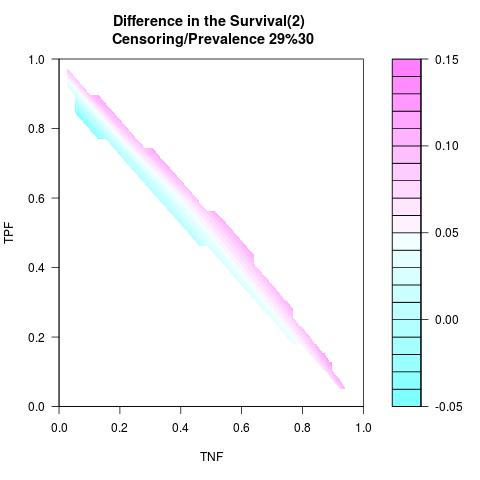 Difference in the Survival(2)
Censoring/Prevalence 29%30
1.0
0.8
0.6
0.4
0.2
0.0
TPF
0.0 0.2 0.4 0.6 0.8 1.0
TNF
0.15
0.10
0.05
0.00
-0.05